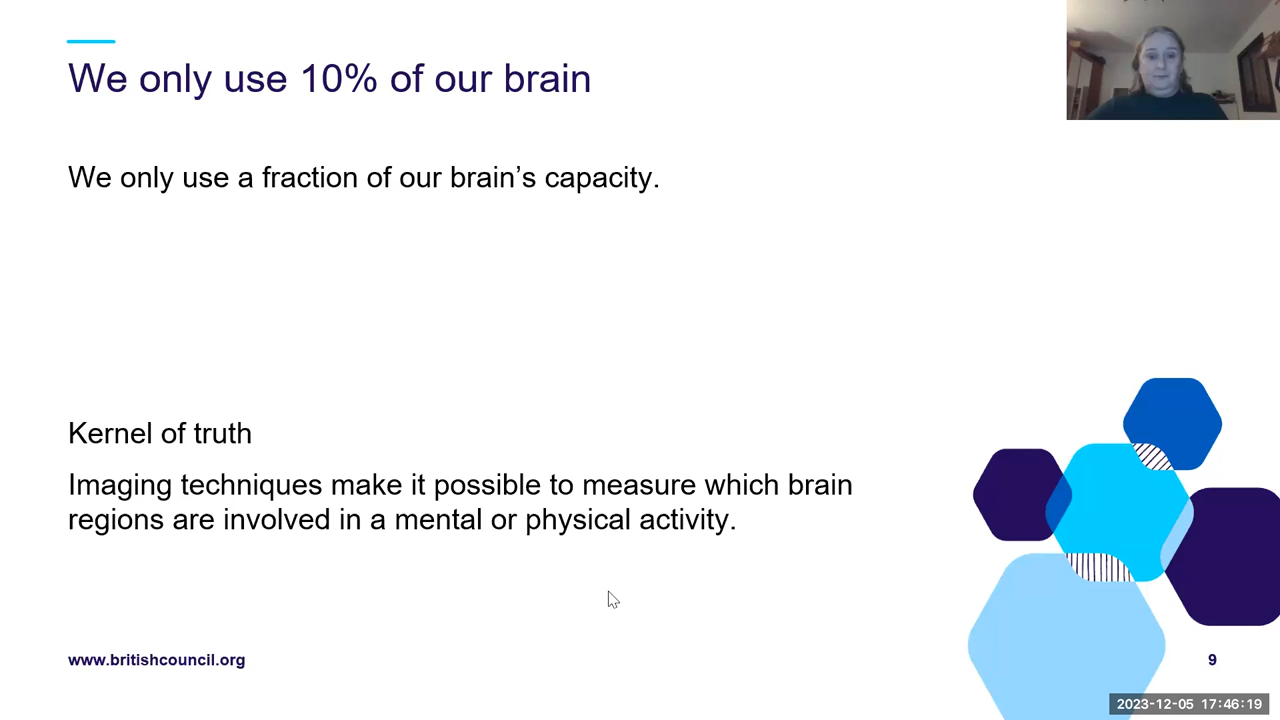 We only use 10% of our brain
We only use a fraction of our brain’s capacity.
Kernel of truth
Imaging techniques make it possible to measure which brain
regions are involved in a mental or physical activity.
www.britishcouncil.org
9
2023-12-05 17:46:19